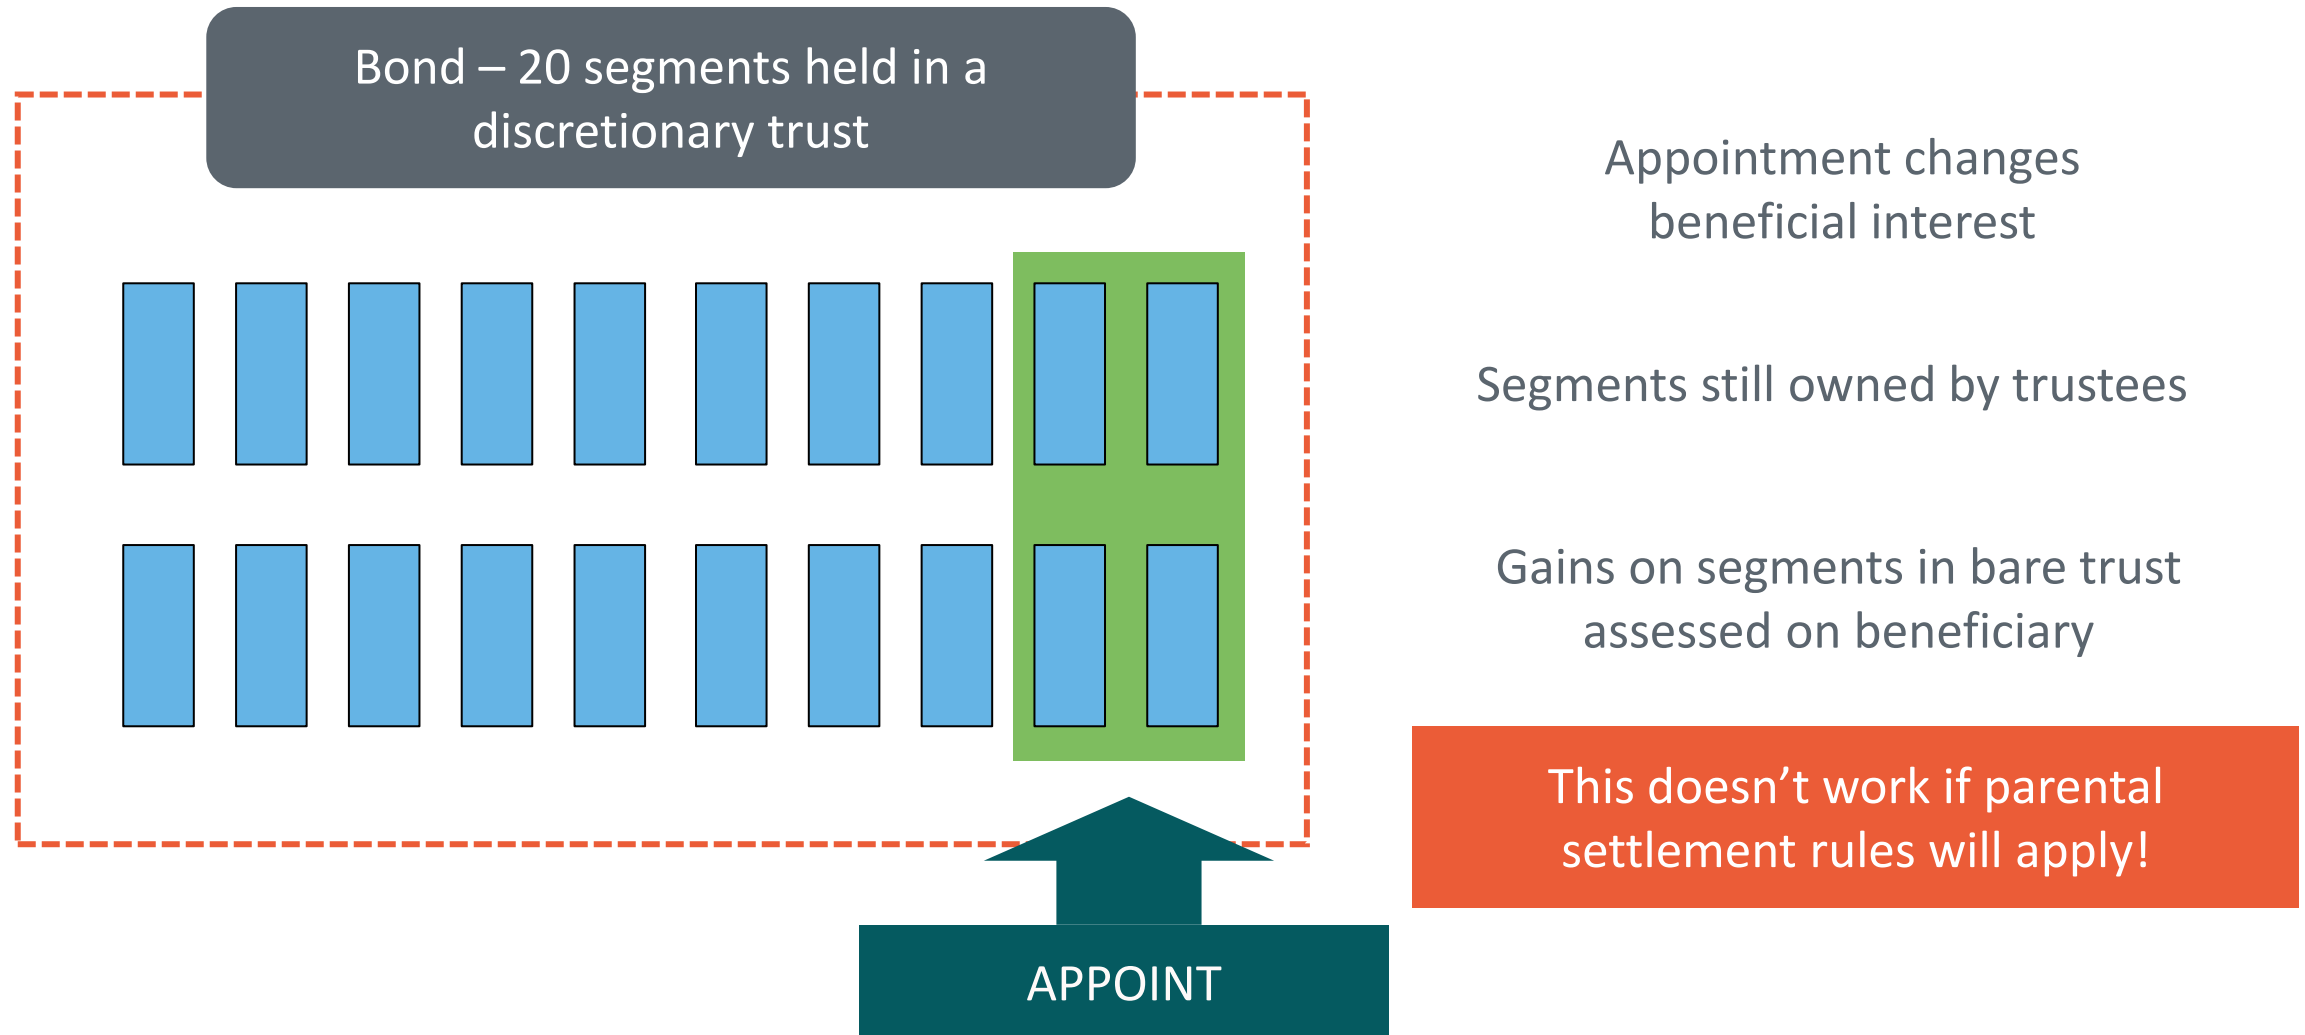 Bond – 20 segments held in a
discretionary trust
Appointment changes
beneficial interest
Segments still owned by trustees
Gains on segments in bare trust
assessed on beneficiary
This doesn’t work if parental
settlement rules will apply!
APPOINT